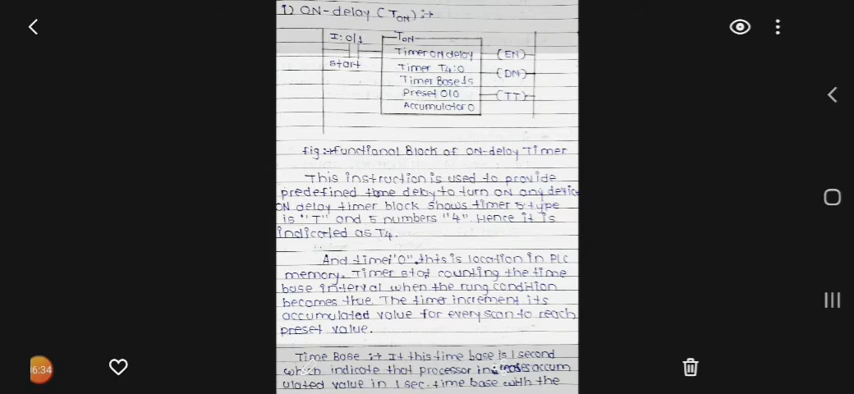 1) ON-delay (TON) :→
I:0/1
TON
Timer on delay
(EN)
start
Timer T4:0
(DN)
Timer Base 1s
Preset 010
(TT)
Accumulator 0
fig:→Functional Block of ON-delay Timer
This instruction is used to provide
predefined time delay to turn ON any device
ON delay timer block shows timer 5 type
is "T" and 5 numbers "4" Hence it is
indicated as T4.
And timer "0", this is location in PLC
memory. Timer stat counting the time
base interval when the rung condition
becomes true. The timer increment its
accumulated value for every scan to reach
preset value.
Time Base :→ It this time base is 1 second
which indicate that processor accum
ulated value in 1 sec. time base with the
6:34